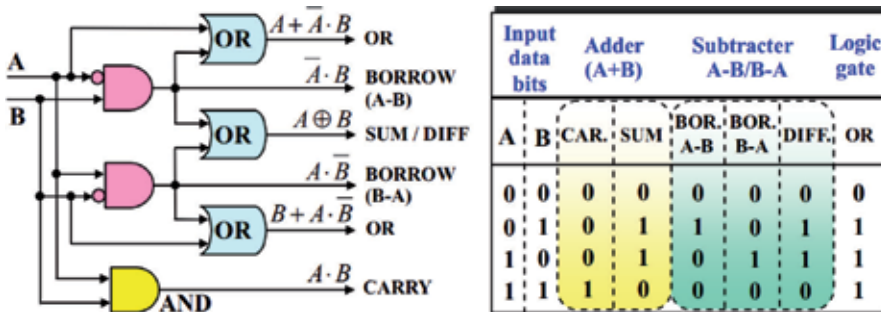 A
B
OR
A + A̅ · B
OR
A̅ · B
BORROW
(A-B)
OR
A ⊕ B
SUM / DIFF
A · B̅
BORROW
(B-A)
OR
B + A · B̅
OR
A · B
AND
CARRY
Input data bits
Adder (A+B)
Subtracter A-B/B-A
Logic gate
A B CAR. SUM BOR. A-B BOR. B-A DIFF. OR
0 0 0 0 0 0 0 0
0 1 0 1 1 0 1 1
1 0 0 1 0 1 1 1
1 1 1 0 0 0 0 1